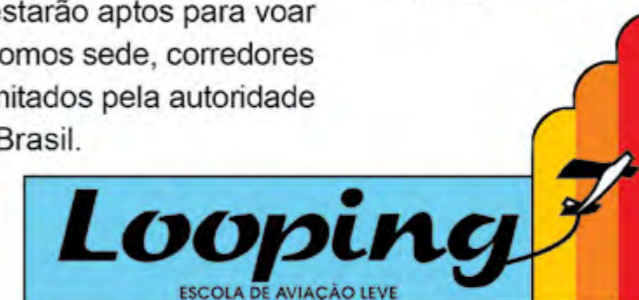 estarão aptos para voar
omos sede, corredores
nitados pela autoridade
Brasil.
Looping
ESCOLA DE AVIAÇÃO LEVE